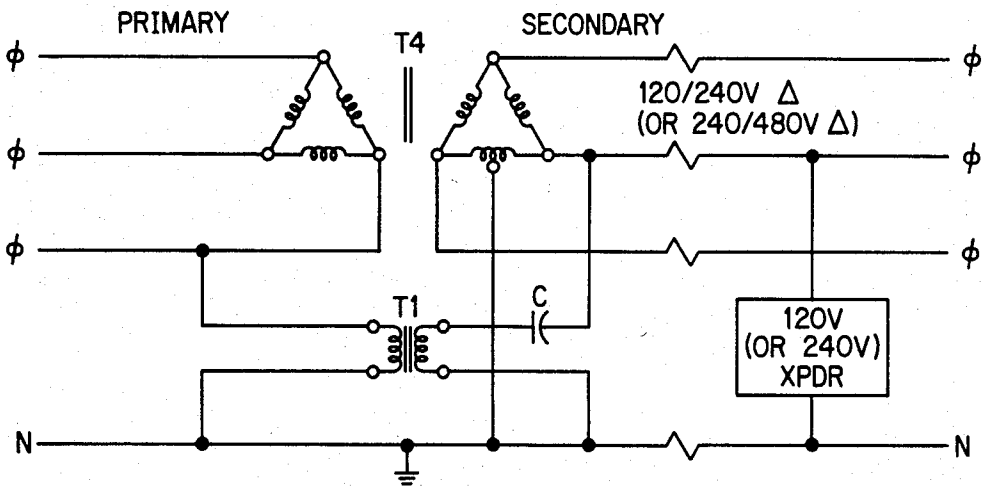 PRIMARY
SECONDARY
T4
ϕ
ϕ
120/240V Δ
(OR 240/480V Δ)
ϕ
ϕ
ϕ
ϕ
T1
C
120V
(OR 240V)
XPDR
N
N